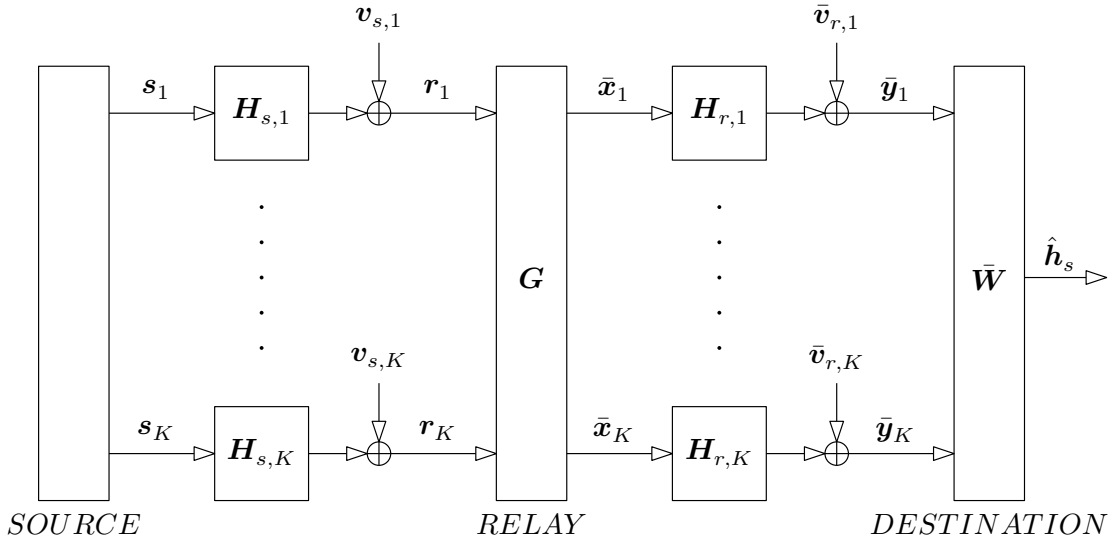 𝒗_{s,1} 𝒗̄_{r,1}
𝒔_1 𝑯_{s,1} 𝒓_1 𝒙̄_1 𝑯_{r,1} 𝒚̄_1
𝑮 𝑾̄ 𝒉̂_s
𝒗_{s,K} 𝒗̄_{r,K}
𝒔_K 𝑯_{s,K} 𝒓_K 𝒙̄_K 𝑯_{r,K} 𝒚̄_K
SOURCE RELAY DESTINATION